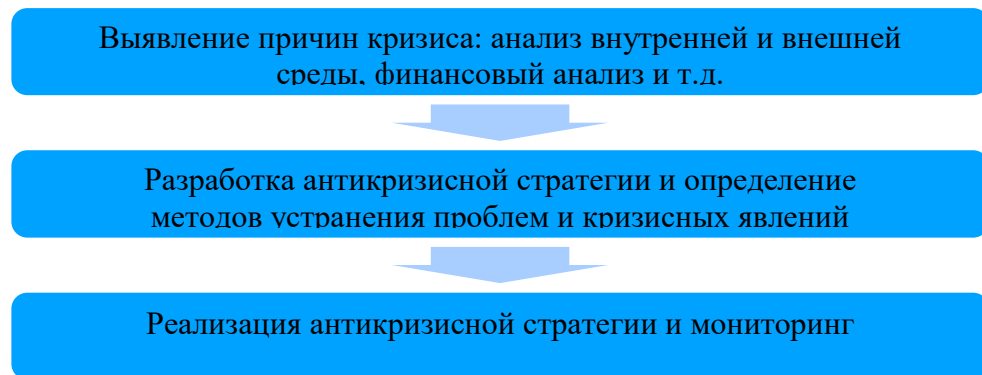 Выявление причин кризиса: анализ внутренней и внешней
среды, финансовый анализ и т.д.
Разработка антикризисной стратегии и определение
методов устранения проблем и кризисных явлений
Реализация антикризисной стратегии и мониторинг